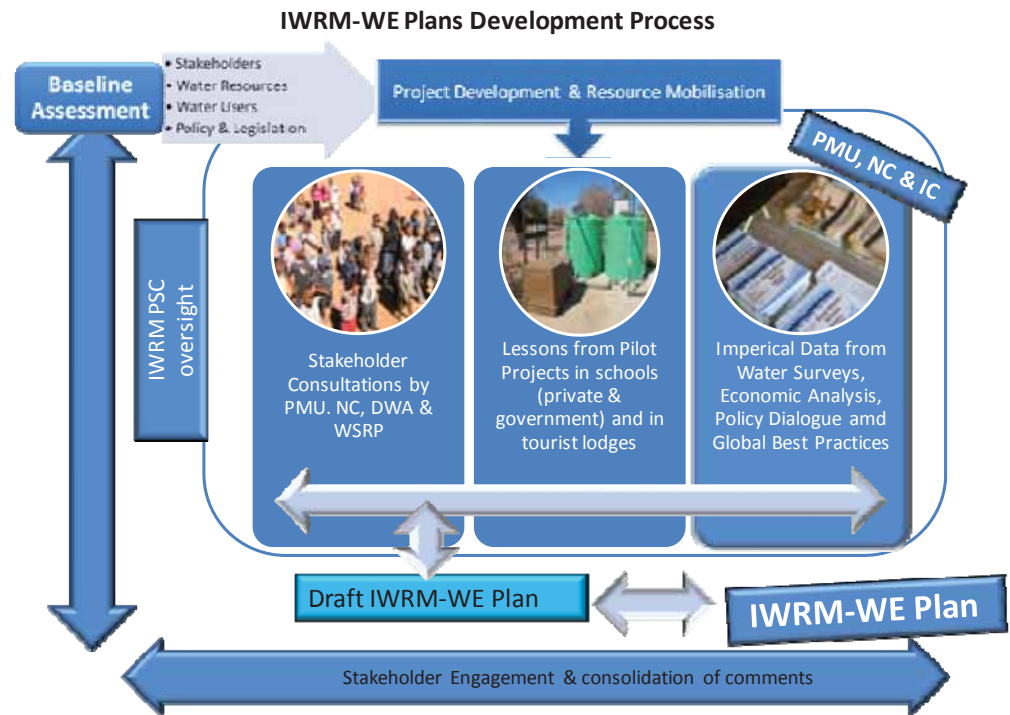 IWRM-WE Plans Development Process
Baseline
Assessment
• Stakeholders
• Water Resources
• Water Users
• Policy & Legislation
Project Development & Resource Mobilisation
PMU, NC & IC
IWRM PSC
oversight
Stakeholder
Consultations by
PMU. NC, DWA &
WSRP
Lessons from Pilot
Projects in schools
(private &
government) and in
tourist lodges
Imperical Data from
Water Surveys,
Economic Analysis,
Policy Dialogue amd
Global Best Practices
Draft IWRM-WE Plan
IWRM-WE Plan
Stakeholder Engagement & consolidation of comments